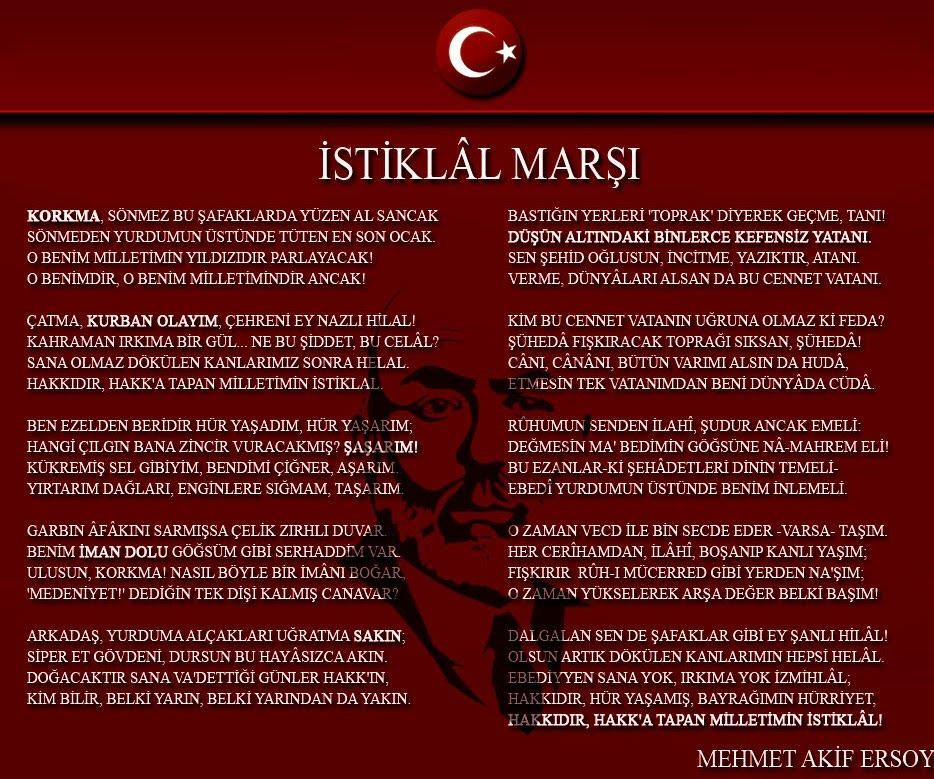 İSTİKLÂL MARŞI
KORKMA, SÖNMEZ BU ŞAFAKLARDA YÜZEN AL SANCAK
SÖNMEDEN YURDUMUN ÜSTÜNDE TÜTEN EN SON OCAK.
O BENİM MİLLETİMİN YILDIZIDIR PARLAYACAK!
O BENİMDİR, O BENİM MİLLETİMİNDİR ANCAK!
ÇATMA, KURBAN OLAYIM, ÇEHRENİ EY NAZLI HİLAL!
KAHRAMAN IRKIMA BİR GÜL... NE BU ŞİDDET, BU CELÂL?
SANA OLMAZ DÖKÜLEN KANLARIMIZ SONRA HELAL.
HAKKIDIR, HAKK'A TAPAN MİLLETİMİN İSTİKLAL.
BEN EZELDEN BERİDİR HÜR YAŞADIM, HÜR YAŞARIM;
HANGİ ÇILGIN BANA ZİNCİR VURACAKMIŞ? ŞAŞARIM!
KÜKREMİŞ SEL GİBİYİM, BENDİMİ ÇİĞNER, AŞARIM.
YIRTARIM DAĞLARI, ENGİNLERE SIĞMAM, TAŞARIM.
GARBIN ÂFÂKINI SARMIŞSA ÇELİK ZIRHLI DUVAR.
BENİM İMAN DOLU GÖĞSÜM GİBİ SERHADDİM VAR.
ULUSUN, KORKMA! NASIL BÖYLE BİR İMÂNI BOĞAR,
'MEDENİYET!' DEDİĞİN TEK DİŞİ KALMIŞ CANAVAR?
ARKADAŞ, YURDUMA ALÇAKLARI UĞRATMA SAKIN;
SİPER ET GÖVDENİ, DURSUN BU HAYÂSIZCA AKIN.
DOĞACAKTIR SANA VA'DETTİĞİ GÜNLER HAKK'IN,
KİM BİLİR, BELKİ YARIN, BELKİ YARINDAN DA YAKIN.
BASTIĞIN YERLERİ 'TOPRAK' DİYEREK GEÇME, TANI!
DÜŞÜN ALTINDAKİ BİNLERCE KEFENSİZ YATANI.
SEN ŞEHİD OĞLUSUN, İNCİTME, YAZIKTIR, ATANI.
VERME, DÜNYÂLARI ALSAN DA BU CENNET VATANI.
KİM BU CENNET VATANIN UĞRUNA OLMAZ Kİ FEDA?
ŞÜHEDÂ FIŞKIRACAK TOPRAĞI SIKSAN, ŞÜHEDÂ!
CÂNI, CÂNÂNI, BÜTÜN VARIMI ALSIN DA HUDÂ,
ETMESİN TEK VATANIMDAN BENİ DÜNYÂDA CÜDÂ.
RÛHUMUN SENDEN İLAHÎ, ŞUDUR ANCAK EMELİ:
DEĞMESİN MA' BEDİMİN GÖĞSÜNE NÂ-MAHREM ELİ!
BU EZANLAR-Kİ ŞEHÂDETLERİ DİNİN TEMELİ-
EBEDÎ YURDUMUN ÜSTÜNDE BENİM İNLEMELİ.
O ZAMAN VECD İLE BİN SECDE EDER -VARSA- TAŞIM.
HER CERÎHAMDAN, İLÂHÎ, BOŞANIP KANLI YAŞIM;
FIŞKIRIR RÛH-I MÜCERRED GİBİ YERDEN NA'ŞIM;
O ZAMAN YÜKSELEREK ARŞA DEĞER BELKİ BAŞIM!
DALGALAN SEN DE ŞAFAKLAR GİBİ EY ŞANLI HİLÂL!
OLSUN ARTIK DÖKÜLEN KANLARIMIN HEPSİ HELÂL.
EBEDİYYEN SANA YOK, IRKIMA YOK İZMİHLÂL;
HAKKIDIR, HÜR YAŞAMIŞ, BAYRAĞIMIN HÜRRİYET,
HAKKIDIR, HAKK'A TAPAN MİLLETİMİN İSTİKLÂL!
MEHMET AKİF ERSOY